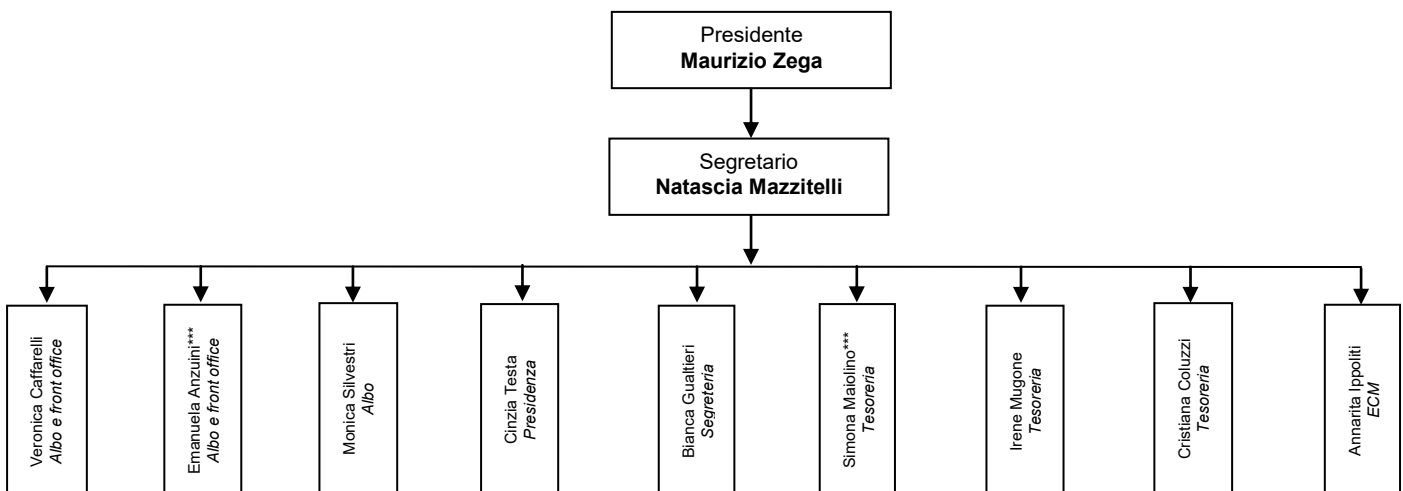 Presidente
Maurizio Zega
Segretario
Natascia Mazzitelli
Veronica Caffarelli
Albo e front office
Emanuela Anzuini***
Albo e front office
Monica Silvestri
Albo
Cinzia Testa
Presidenza
Bianca Gualtieri
Segreteria
Simona Maiolino***
Tesoreria
Irene Mugone
Tesoreria
Cristiana Coluzzi
Tesoreria
Annarita Ippoliti
ECM